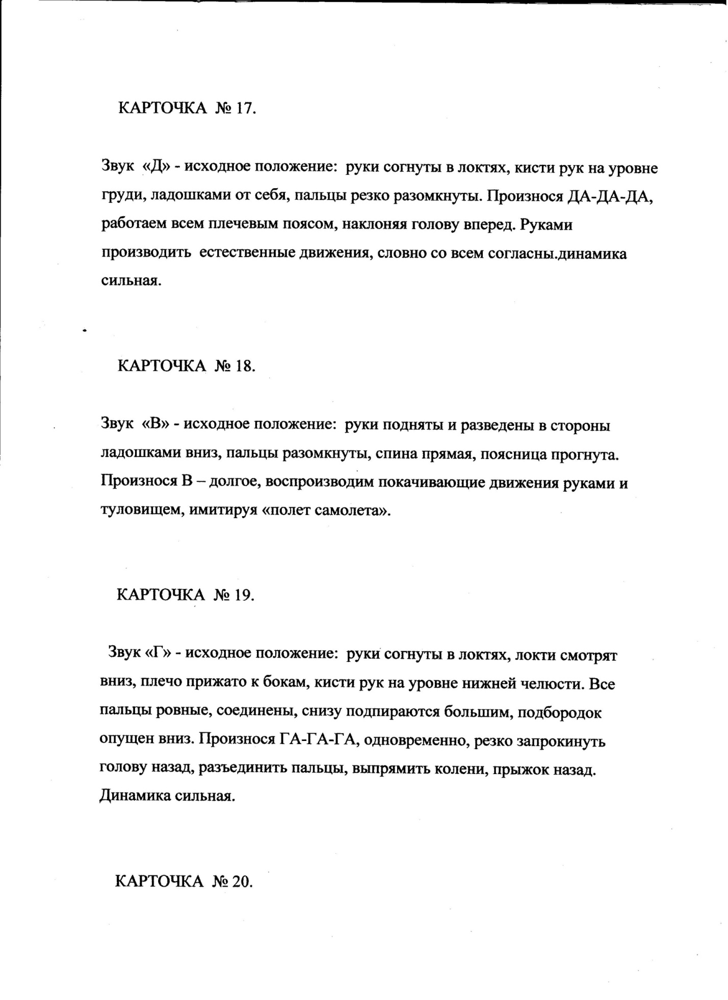 КАРТОЧКА № 17.
Звук «Д» - исходное положение: руки согнуты в локтях, кисти рук на уровне
груди, ладошками от себя, пальцы резко разомкнуты. Произнося ДА-ДА-ДА,
работаем всем плечевым поясом, наклоняя голову вперед. Руками
производить естественные движения, словно со всем согласны.динамика
сильная.
КАРТОЧКА № 18.
Звук «В» - исходное положение: руки подняты и разведены в стороны
ладошками вниз, пальцы разомкнуты, спина прямая, поясница прогнута.
Произнося В – долгое, воспроизводим покачивающие движения руками и
туловищем, имитируя «полет самолета».
КАРТОЧКА № 19.
Звук «Г» - исходное положение: руки согнуты в локтях, локти смотрят
вниз, плечо прижато к бокам, кисти рук на уровне нижней челюсти. Все
пальцы ровные, соединены, снизу подпираются большим, подбородок
опущен вниз. Произнося ГА-ГА-ГА, одновременно, резко запрокинуть
голову назад, разъединить пальцы, выпрямить колени, прыжок назад.
Динамика сильная.
КАРТОЧКА № 20.